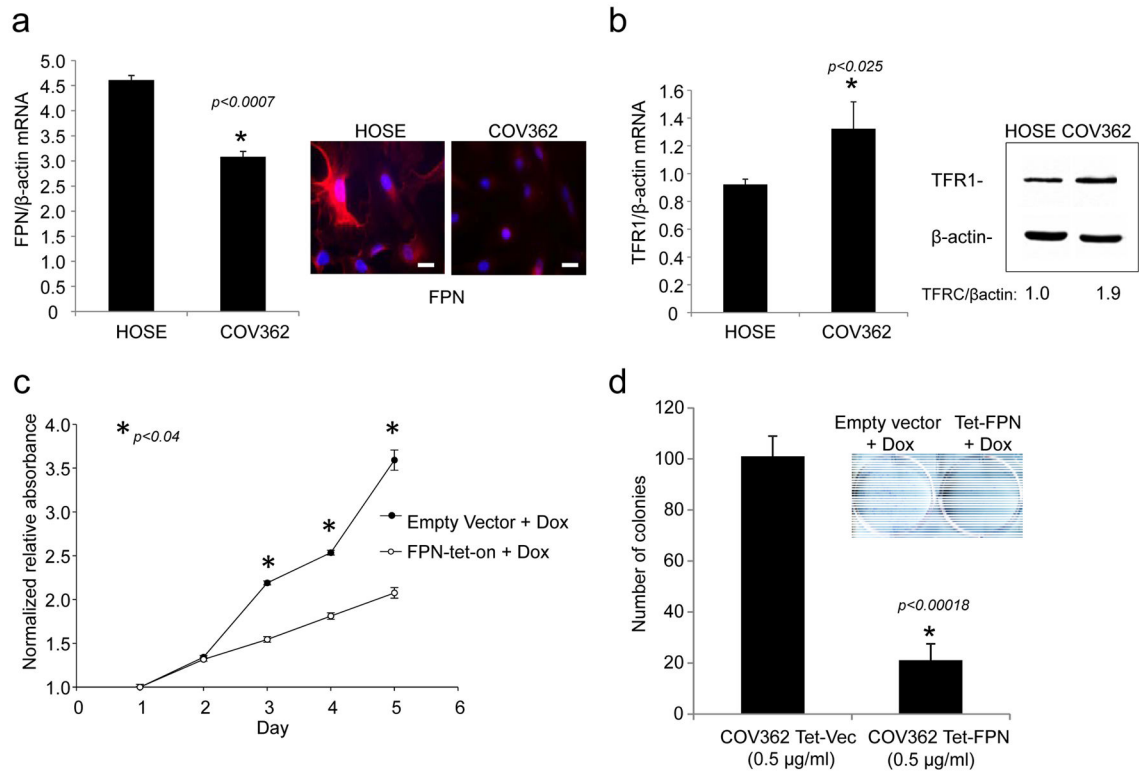 a
FPN/β-actin mRNA
5.0
4.5
4.0
3.5
3.0
2.5
2.0
1.5
1.0
0.5
0
p<0.0007
*
HOSE
COV362
HOSE
COV362
FPN
b
TFR1/β-actin mRNA
1.6
1.4
1.2
1.0
0.8
0.6
0.4
0.2
0
p<0.025
*
HOSE
COV362
HOSE COV362
TFR1-
β-actin-
TFRC/βactin: 1.0 1.9
c
Normalized relative absorbance
4.0
3.5
3.0
2.5
2.0
1.5
1.0
* p<0.04
*
*
*
Empty Vector + Dox
FPN-tet-on + Dox
0 1 2 3 4 5 6
Day
d
Number of colonies
120
100
80
60
40
20
0
Empty vector
+ Dox
Tet-FPN
+ Dox
p<0.00018
*
COV362 Tet-Vec
(0.5 µg/ml)
COV362 Tet-FPN
(0.5 µg/ml)